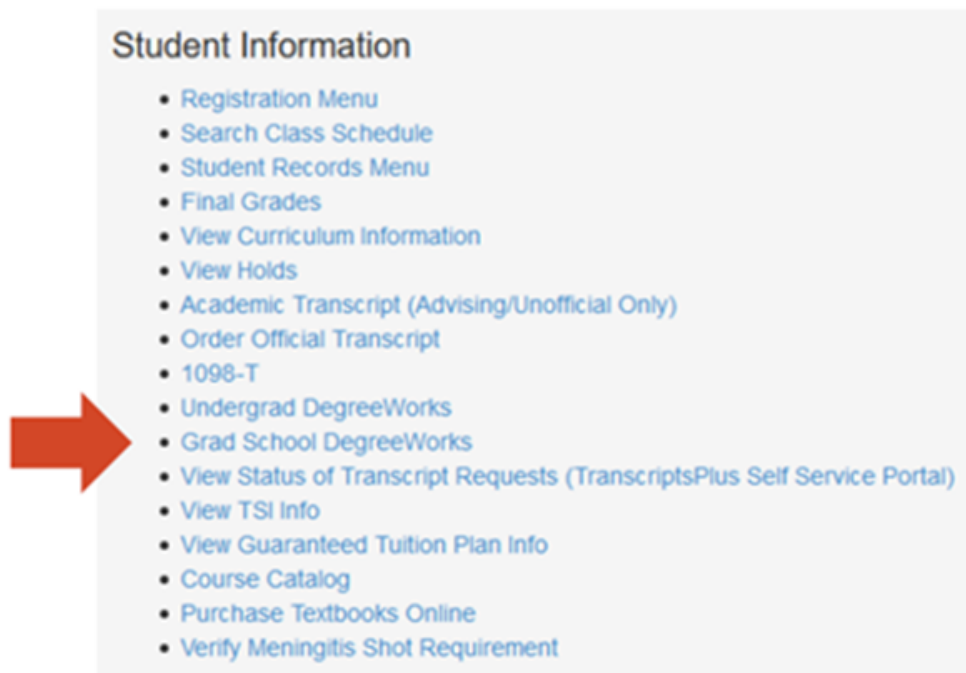 Student Information
Registration Menu
Search Class Schedule
Student Records Menu
Final Grades
View Curriculum Information
View Holds
Academic Transcript (Advising/Unofficial Only)
Order Official Transcript
1098-T
Undergrad DegreeWorks
Grad School DegreeWorks
View Status of Transcript Requests (TranscriptsPlus Self Service Portal)
View TSI Info
View Guaranteed Tuition Plan Info
Course Catalog
Purchase Textbooks Online
Verify Meningitis Shot Requirement